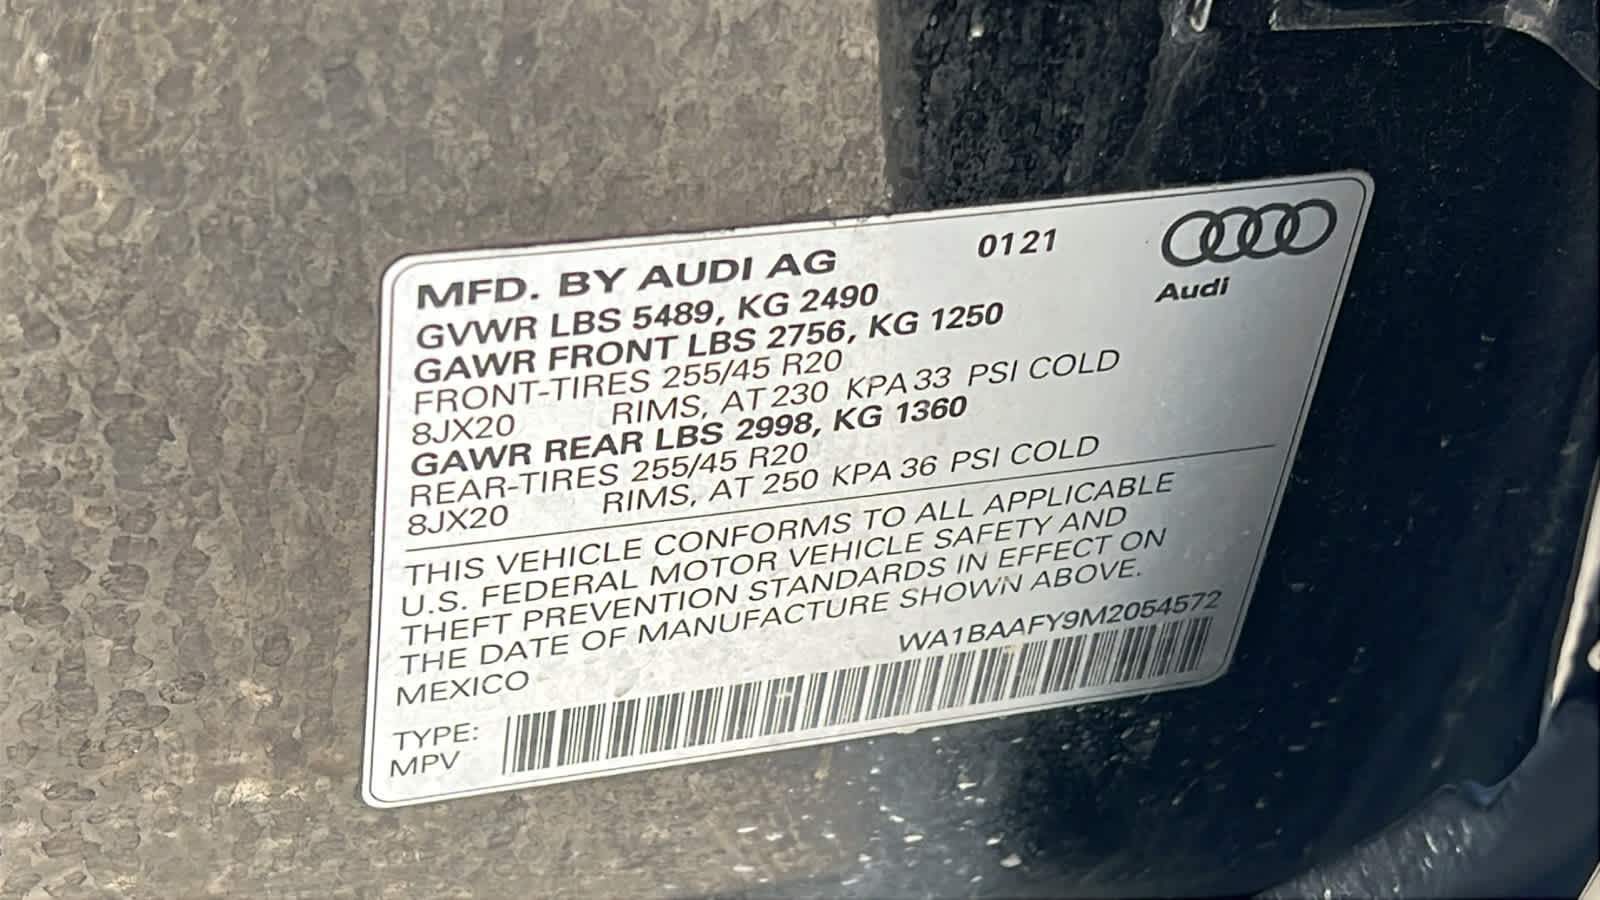 MFD. BY AUDI AG 0121
Audi
GVWR LBS 5489, KG 2490
GAWR FRONT LBS 2756, KG 1250
FRONT-TIRES 255/45 R20
8JX20 RIMS, AT 230 KPA 33 PSI COLD
GAWR REAR LBS 2998, KG 1360
REAR-TIRES 255/45 R20
8JX20 RIMS, AT 250 KPA 36 PSI COLD
THIS VEHICLE CONFORMS TO ALL APPLICABLE
U.S. FEDERAL MOTOR VEHICLE SAFETY AND
THEFT PREVENTION STANDARDS IN EFFECT ON
THE DATE OF MANUFACTURE SHOWN ABOVE.
MEXICO WA1BAAFY9M2054572
TYPE:
MPV